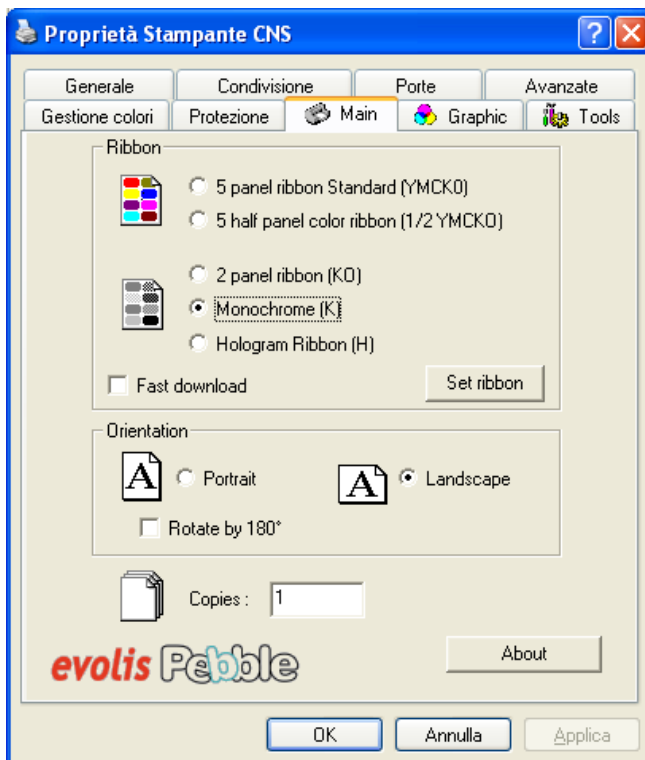 Proprietà Stampante CNS
Generale Condivisione Porte Avanzate
Gestione colori Protezione Main Graphic Tools
Ribbon
5 panel ribbon Standard (YMCKO)
5 half panel color ribbon (1/2 YMCKO)
2 panel ribbon (KO)
Monochrome (K)
Hologram Ribbon (H)
Fast download Set ribbon
Orientation
A Portrait A Landscape
Rotate by 180°
Copies : 1
evolis Pebble About
OK Annulla Applica